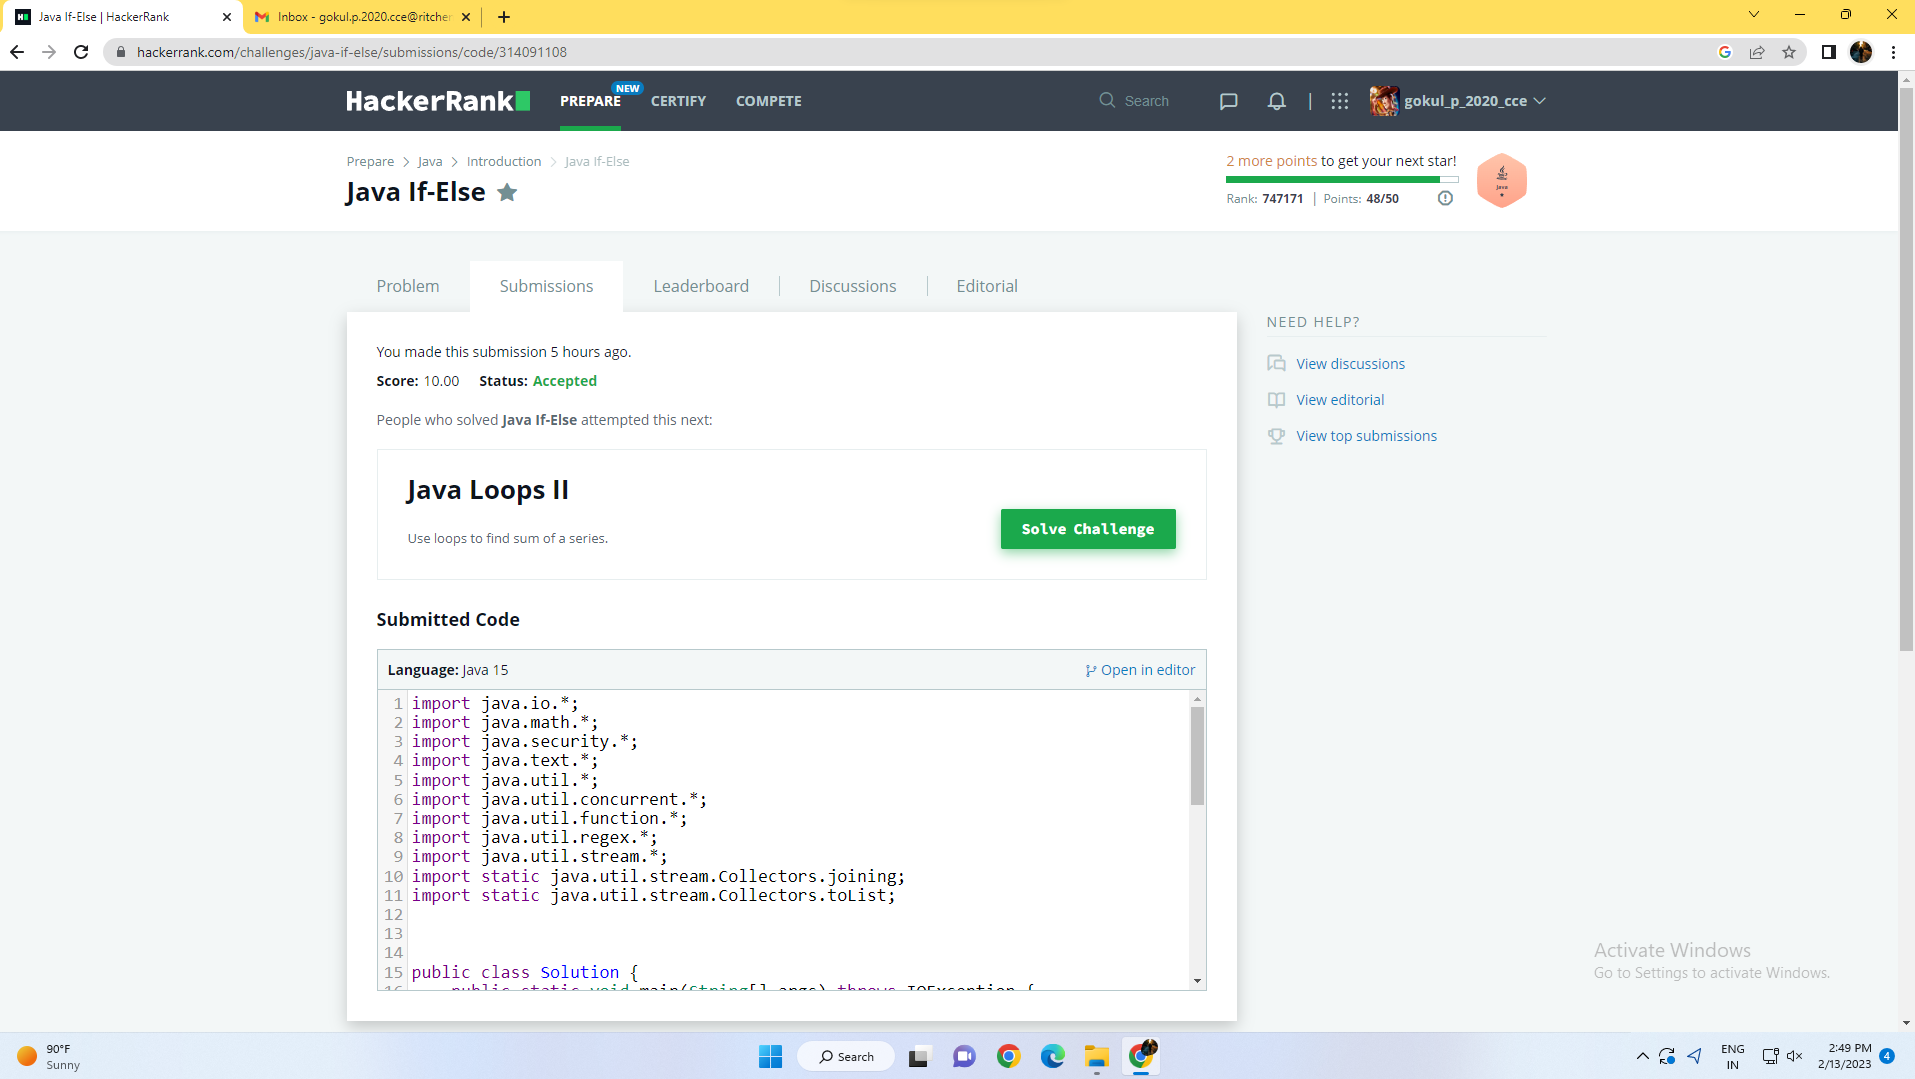 Java If-Else | HackerRank
Inbox - gokul.p.2020.cce@ritcher
hackerrank.com/challenges/java-if-else/submissions/code/314091108
HackerRank
PREPARE
NEW
CERTIFY
COMPETE
Search
gokul_p_2020_cce
Prepare > Java > Introduction > Java If-Else
Java If-Else
2 more points to get your next star!
Rank: 747171 | Points: 48/50
Java
Problem
Submissions
Leaderboard
Discussions
Editorial
You made this submission 5 hours ago.
Score: 10.00 Status: Accepted
People who solved Java If-Else attempted this next:
Java Loops II
Use loops to find sum of a series.
Solve Challenge
NEED HELP?
View discussions
View editorial
View top submissions
Submitted Code
Language: Java 15
Open in editor
1 import java.io.*;
2 import java.math.*;
3 import java.security.*;
4 import java.text.*;
5 import java.util.*;
6 import java.util.concurrent.*;
7 import java.util.function.*;
8 import java.util.regex.*;
9 import java.util.stream.*;
10 import static java.util.stream.Collectors.joining;
11 import static java.util.stream.Collectors.toList;
12
13
14
15 public class Solution {
16 public static void main(String[] args) throws IOException {
Activate Windows
Go to Settings to activate Windows.
90°F
Sunny
Search
ENG
IN
2:49 PM
2/13/2023
4